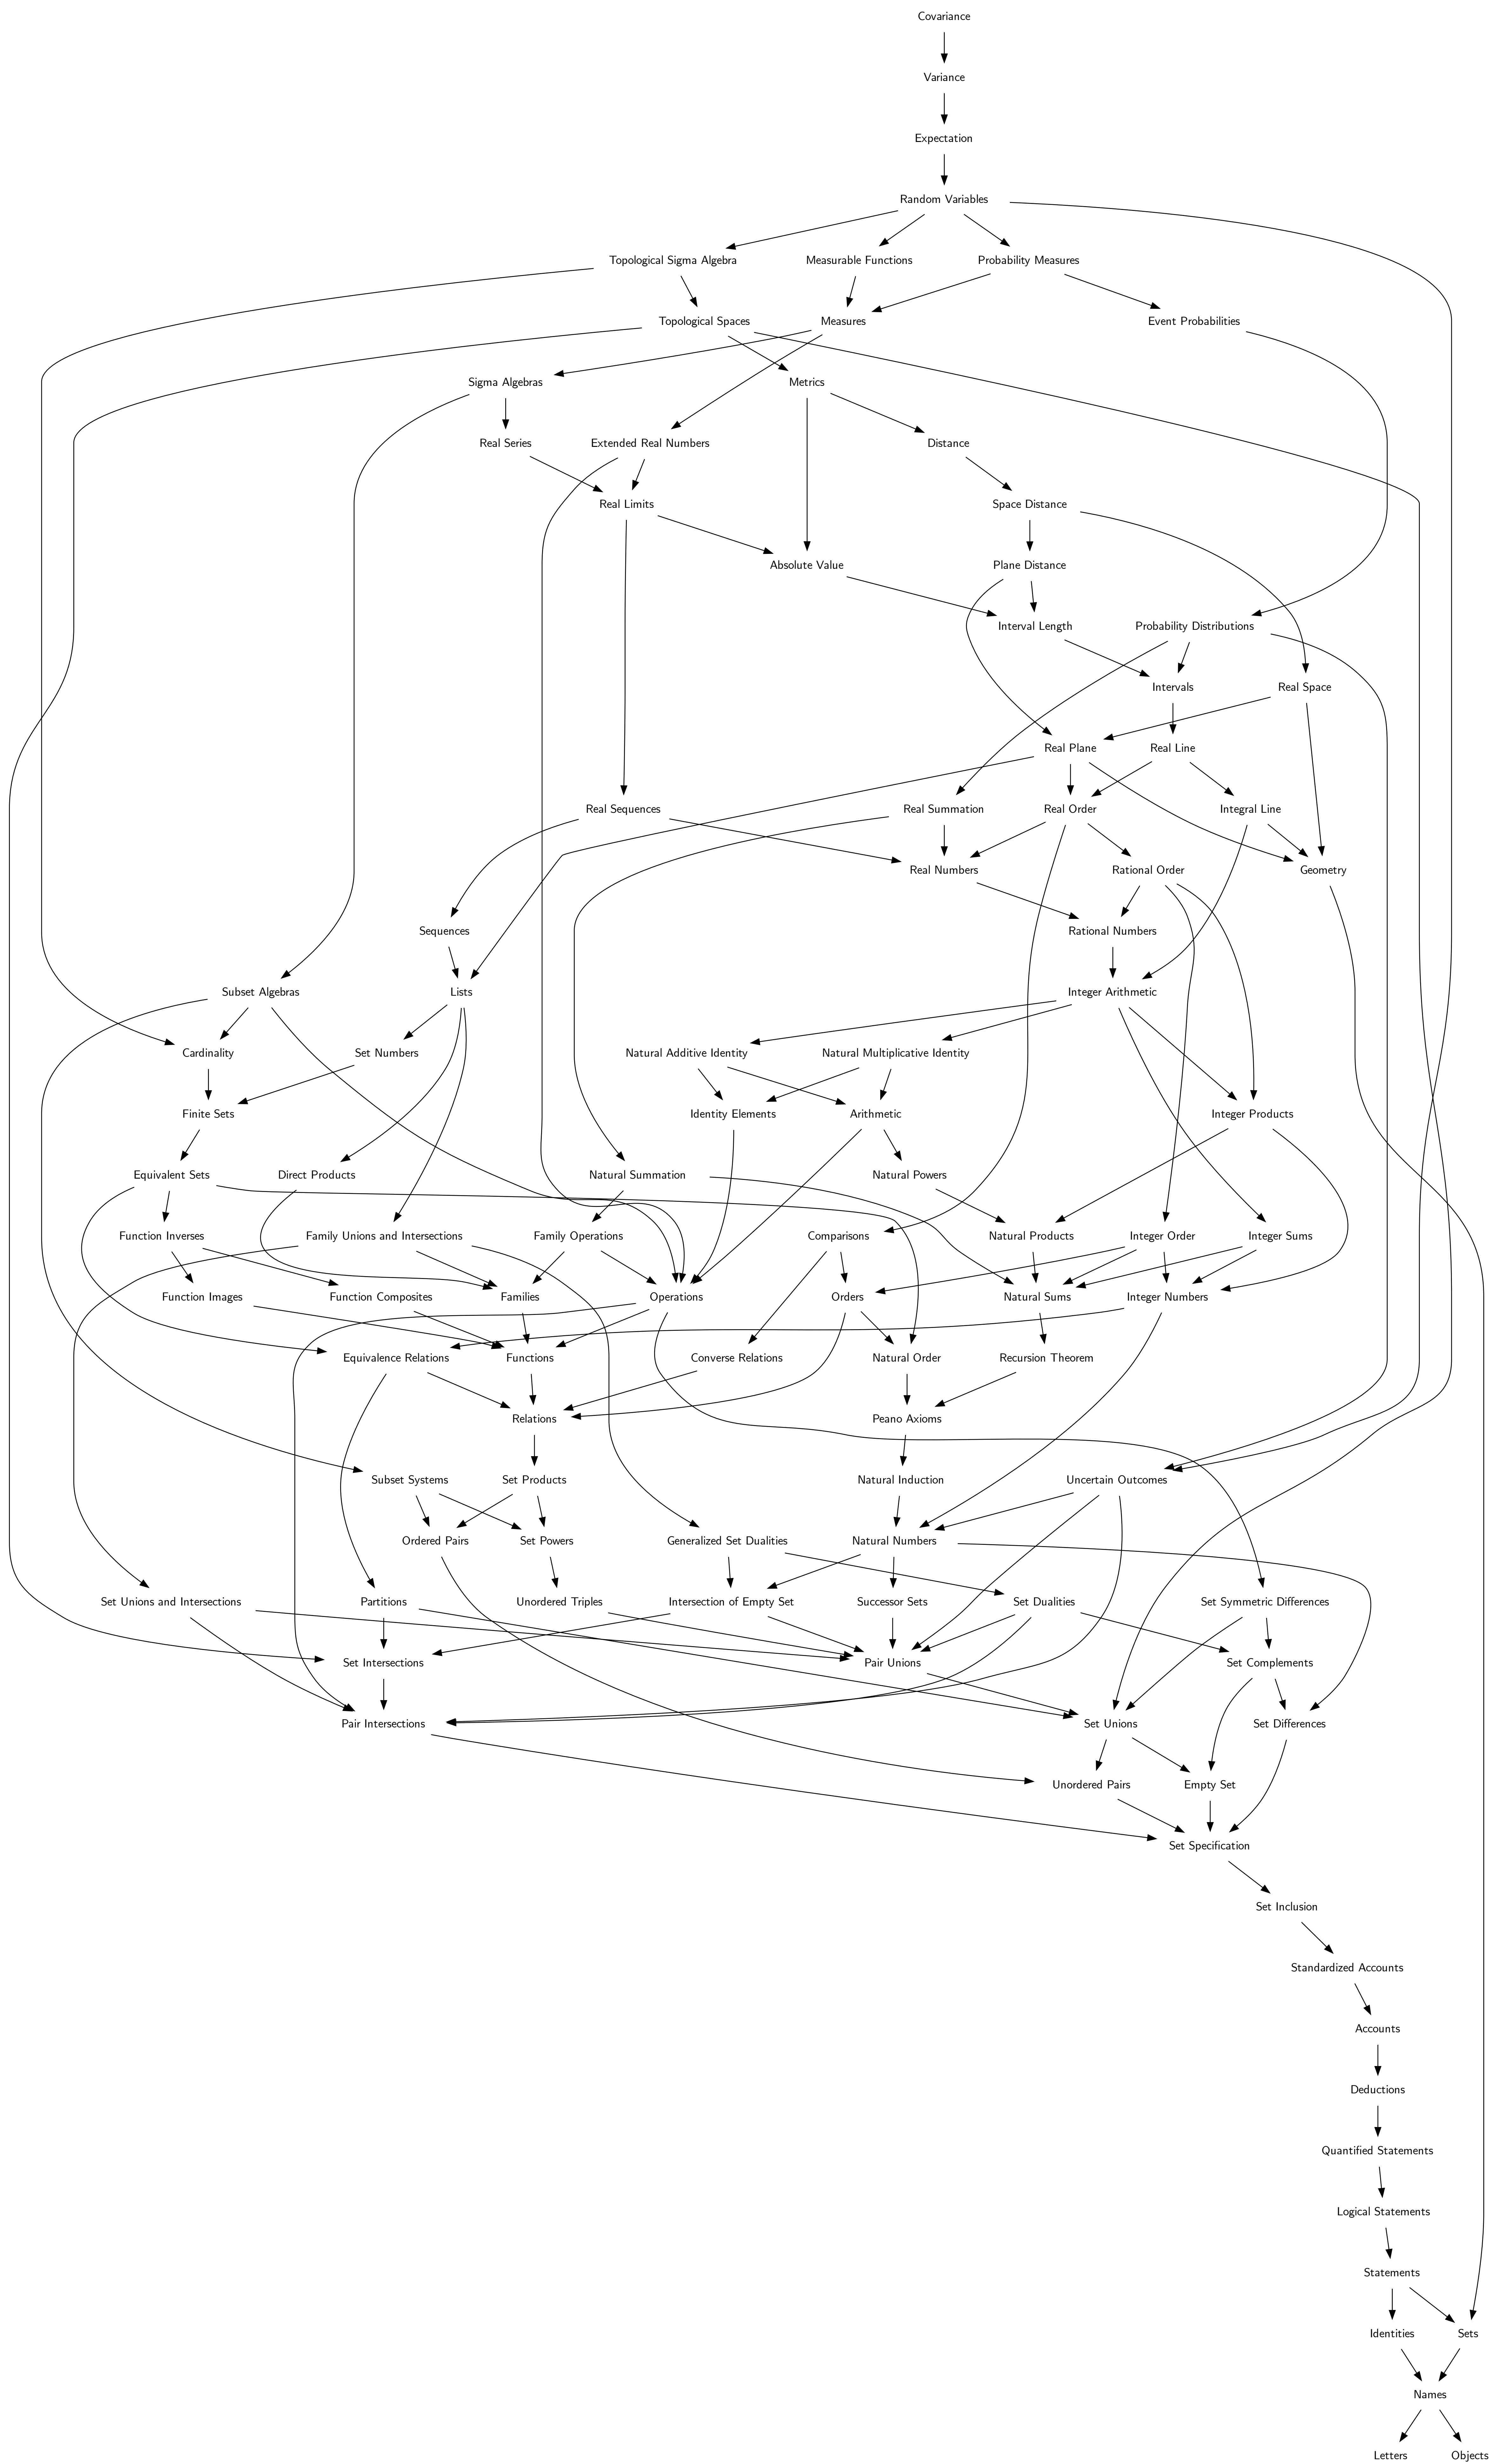 Covariance
Variance
Expectation
Random Variables
Topological Sigma Algebra
Measurable Functions
Probability Measures
Topological Spaces
Measures
Event Probabilities
Sigma Algebras
Metrics
Real Series
Extended Real Numbers
Distance
Real Limits
Space Distance
Absolute Value
Plane Distance
Interval Length
Probability Distributions
Intervals
Real Space
Real Plane
Real Line
Real Sequences
Real Summation
Real Order
Integral Line
Real Numbers
Rational Order
Geometry
Sequences
Rational Numbers
Subset Algebras
Lists
Integer Arithmetic
Cardinality
Set Numbers
Natural Additive Identity
Natural Multiplicative Identity
Finite Sets
Identity Elements
Arithmetic
Integer Products
Equivalent Sets
Direct Products
Natural Summation
Natural Powers
Function Inverses
Family Unions and Intersections
Family Operations
Comparisons
Natural Products
Integer Order
Integer Sums
Function Images
Function Composites
Families
Operations
Orders
Natural Sums
Integer Numbers
Equivalence Relations
Functions
Converse Relations
Natural Order
Recursion Theorem
Relations
Peano Axioms
Subset Systems
Set Products
Natural Induction
Uncertain Outcomes
Ordered Pairs
Set Powers
Generalized Set Dualities
Natural Numbers
Set Unions and Intersections
Partitions
Unordered Triples
Intersection of Empty Set
Successor Sets
Set Dualities
Set Symmetric Differences
Set Intersections
Pair Unions
Set Complements
Pair Intersections
Set Unions
Set Differences
Unordered Pairs
Empty Set
Set Specification
Set Inclusion
Standardized Accounts
Accounts
Deductions
Quantified Statements
Logical Statements
Statements
Identities
Sets
Names
Letters
Objects